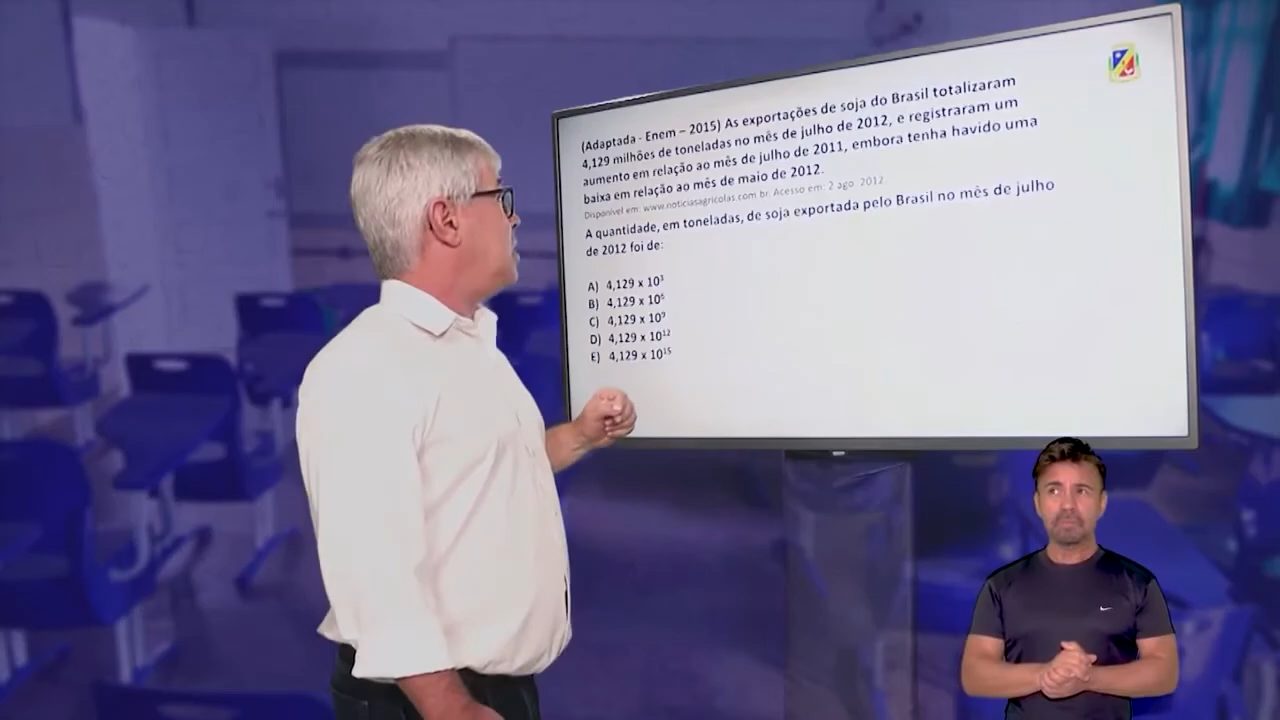 (Adaptada - Enem – 2015) As exportações de soja do Brasil totalizaram
4,129 milhões de toneladas no mês de julho de 2012, e registraram um
aumento em relação ao mês de julho de 2011, embora tenha havido uma
baixa em relação ao mês de maio de 2012.
Disponível em: www.noticiasagricolas.com.br. Acesso em: 2 ago. 2012.
A quantidade, em toneladas, de soja exportada pelo Brasil no mês de julho
de 2012 foi de:
A) 4,129 x 10³
B) 4,129 x 10⁶
C) 4,129 x 10⁹
D) 4,129 x 10¹²
E) 4,129 x 10¹⁵